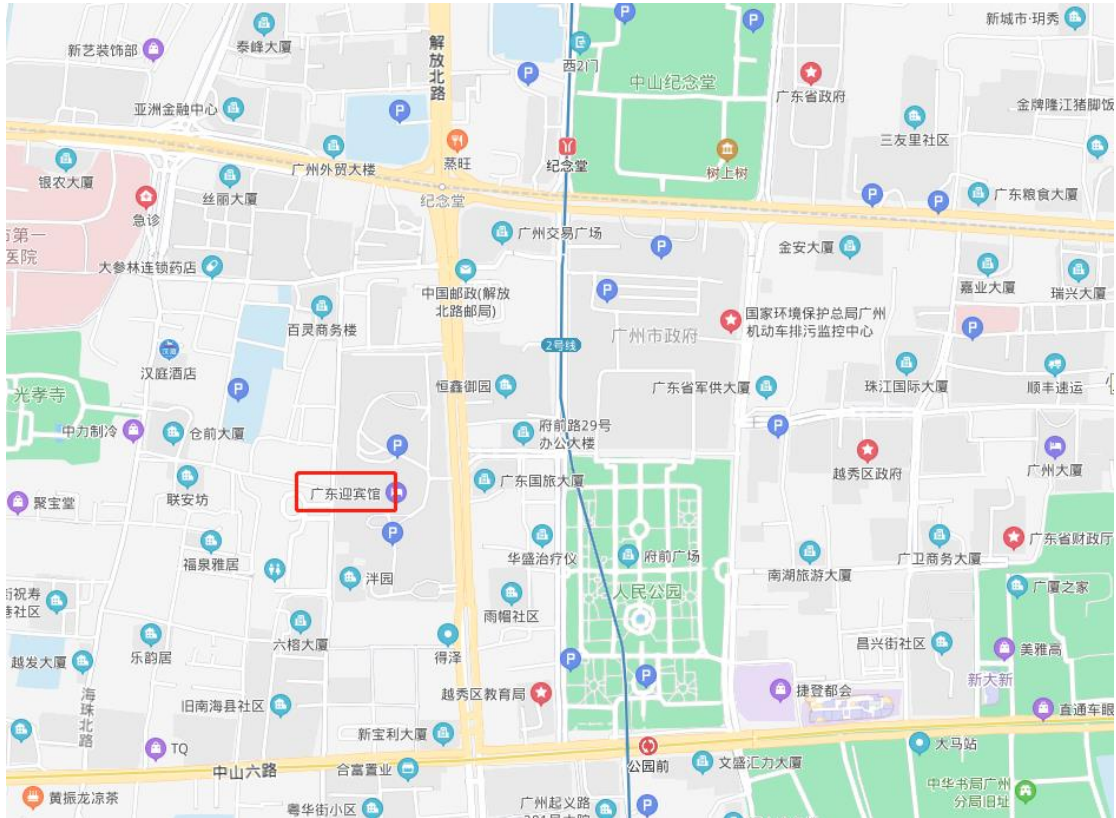 新城市·玥秀
新艺装饰部
泰峰大厦
解放北路
西2门
中山纪念堂
广东省政府
亚洲金融中心
金牌隆江猪脚饭
三友里社区
广州外贸大楼
蒸旺
纪念堂
树上树
银农大厦
丝丽大厦
纪念堂
广东粮食大厦
急诊
市第一
医院
广州交易广场
金安大厦
大参林连锁药店
中国邮政(解放
北路邮局)
嘉业大厦
瑞兴大厦
百灵商务楼
国家环境保护总局广州
机动车排污监控中心
广州市政府
2号线
汉庭酒店
恒鑫御园
广东省军供大厦
珠江国际大厦
顺丰速运
光孝寺
中力制冷
仓前大厦
府前路29号
办公大楼
越秀区政府
广州大厦
联安坊
广东迎宾馆
广东国旅大厦
聚宝堂
福泉雅居
华盛治疗仪
府前广场
广卫商务大厦
广东省财政厅
泮园
南湖旅游大厦
人民公园
广厦之家
街祝寿
巷社区
雨帽社区
六榕大厦
昌兴街社区
美雅高
越发大厦
乐韵居
得泽
新大新
海珠北路
旧南海县社区
越秀区教育局
捷登都会
直通车眼
新宝利大厦
TQ
大马站
中山六路
合富置业
公园前
文盛汇力大厦
中华书局广州
分局旧址
黄振龙凉茶
粤华街小区
广州起义路